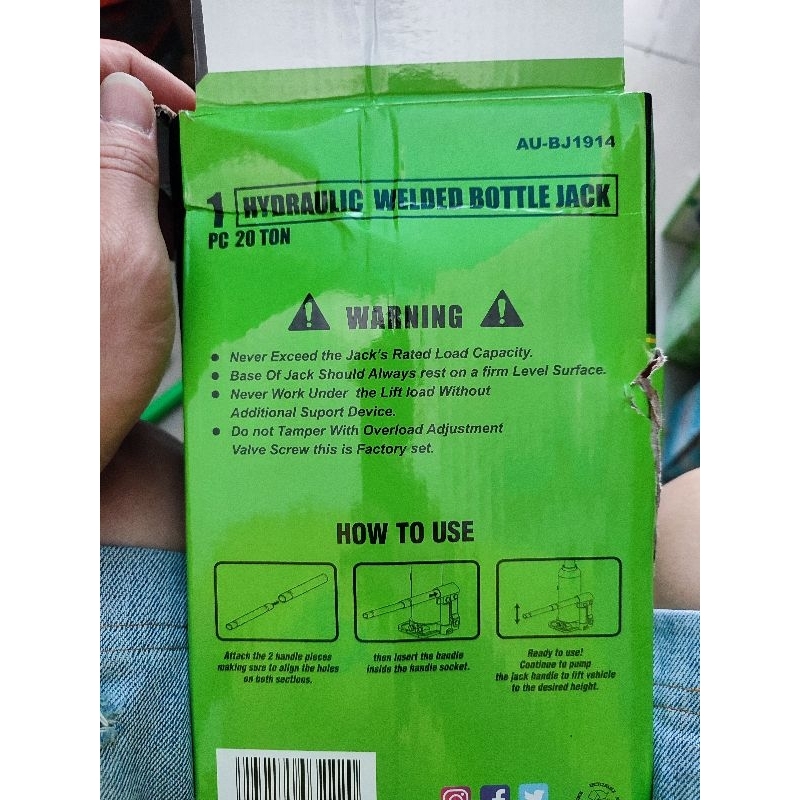 AU-BJ1914
1 HYDRAULIC WELDED BOTTLE JACK
PC 20 TON
WARNING
Never Exceed the Jack's Rated Load Capacity.
Base Of Jack Should Always rest on a firm Level Surface.
Never Work Under the Lift load Without
Additional Suport Device.
Do not Tamper With Overload Adjustment
Valve Screw this is Factory set.
HOW TO USE
Attach the 2 handle pieces
making sure to align the holes
on both sections.
then insert the handle
inside the handle socket.
Ready to use!
Continue to pump
the jack handle to lift vehicle
to the desired height.